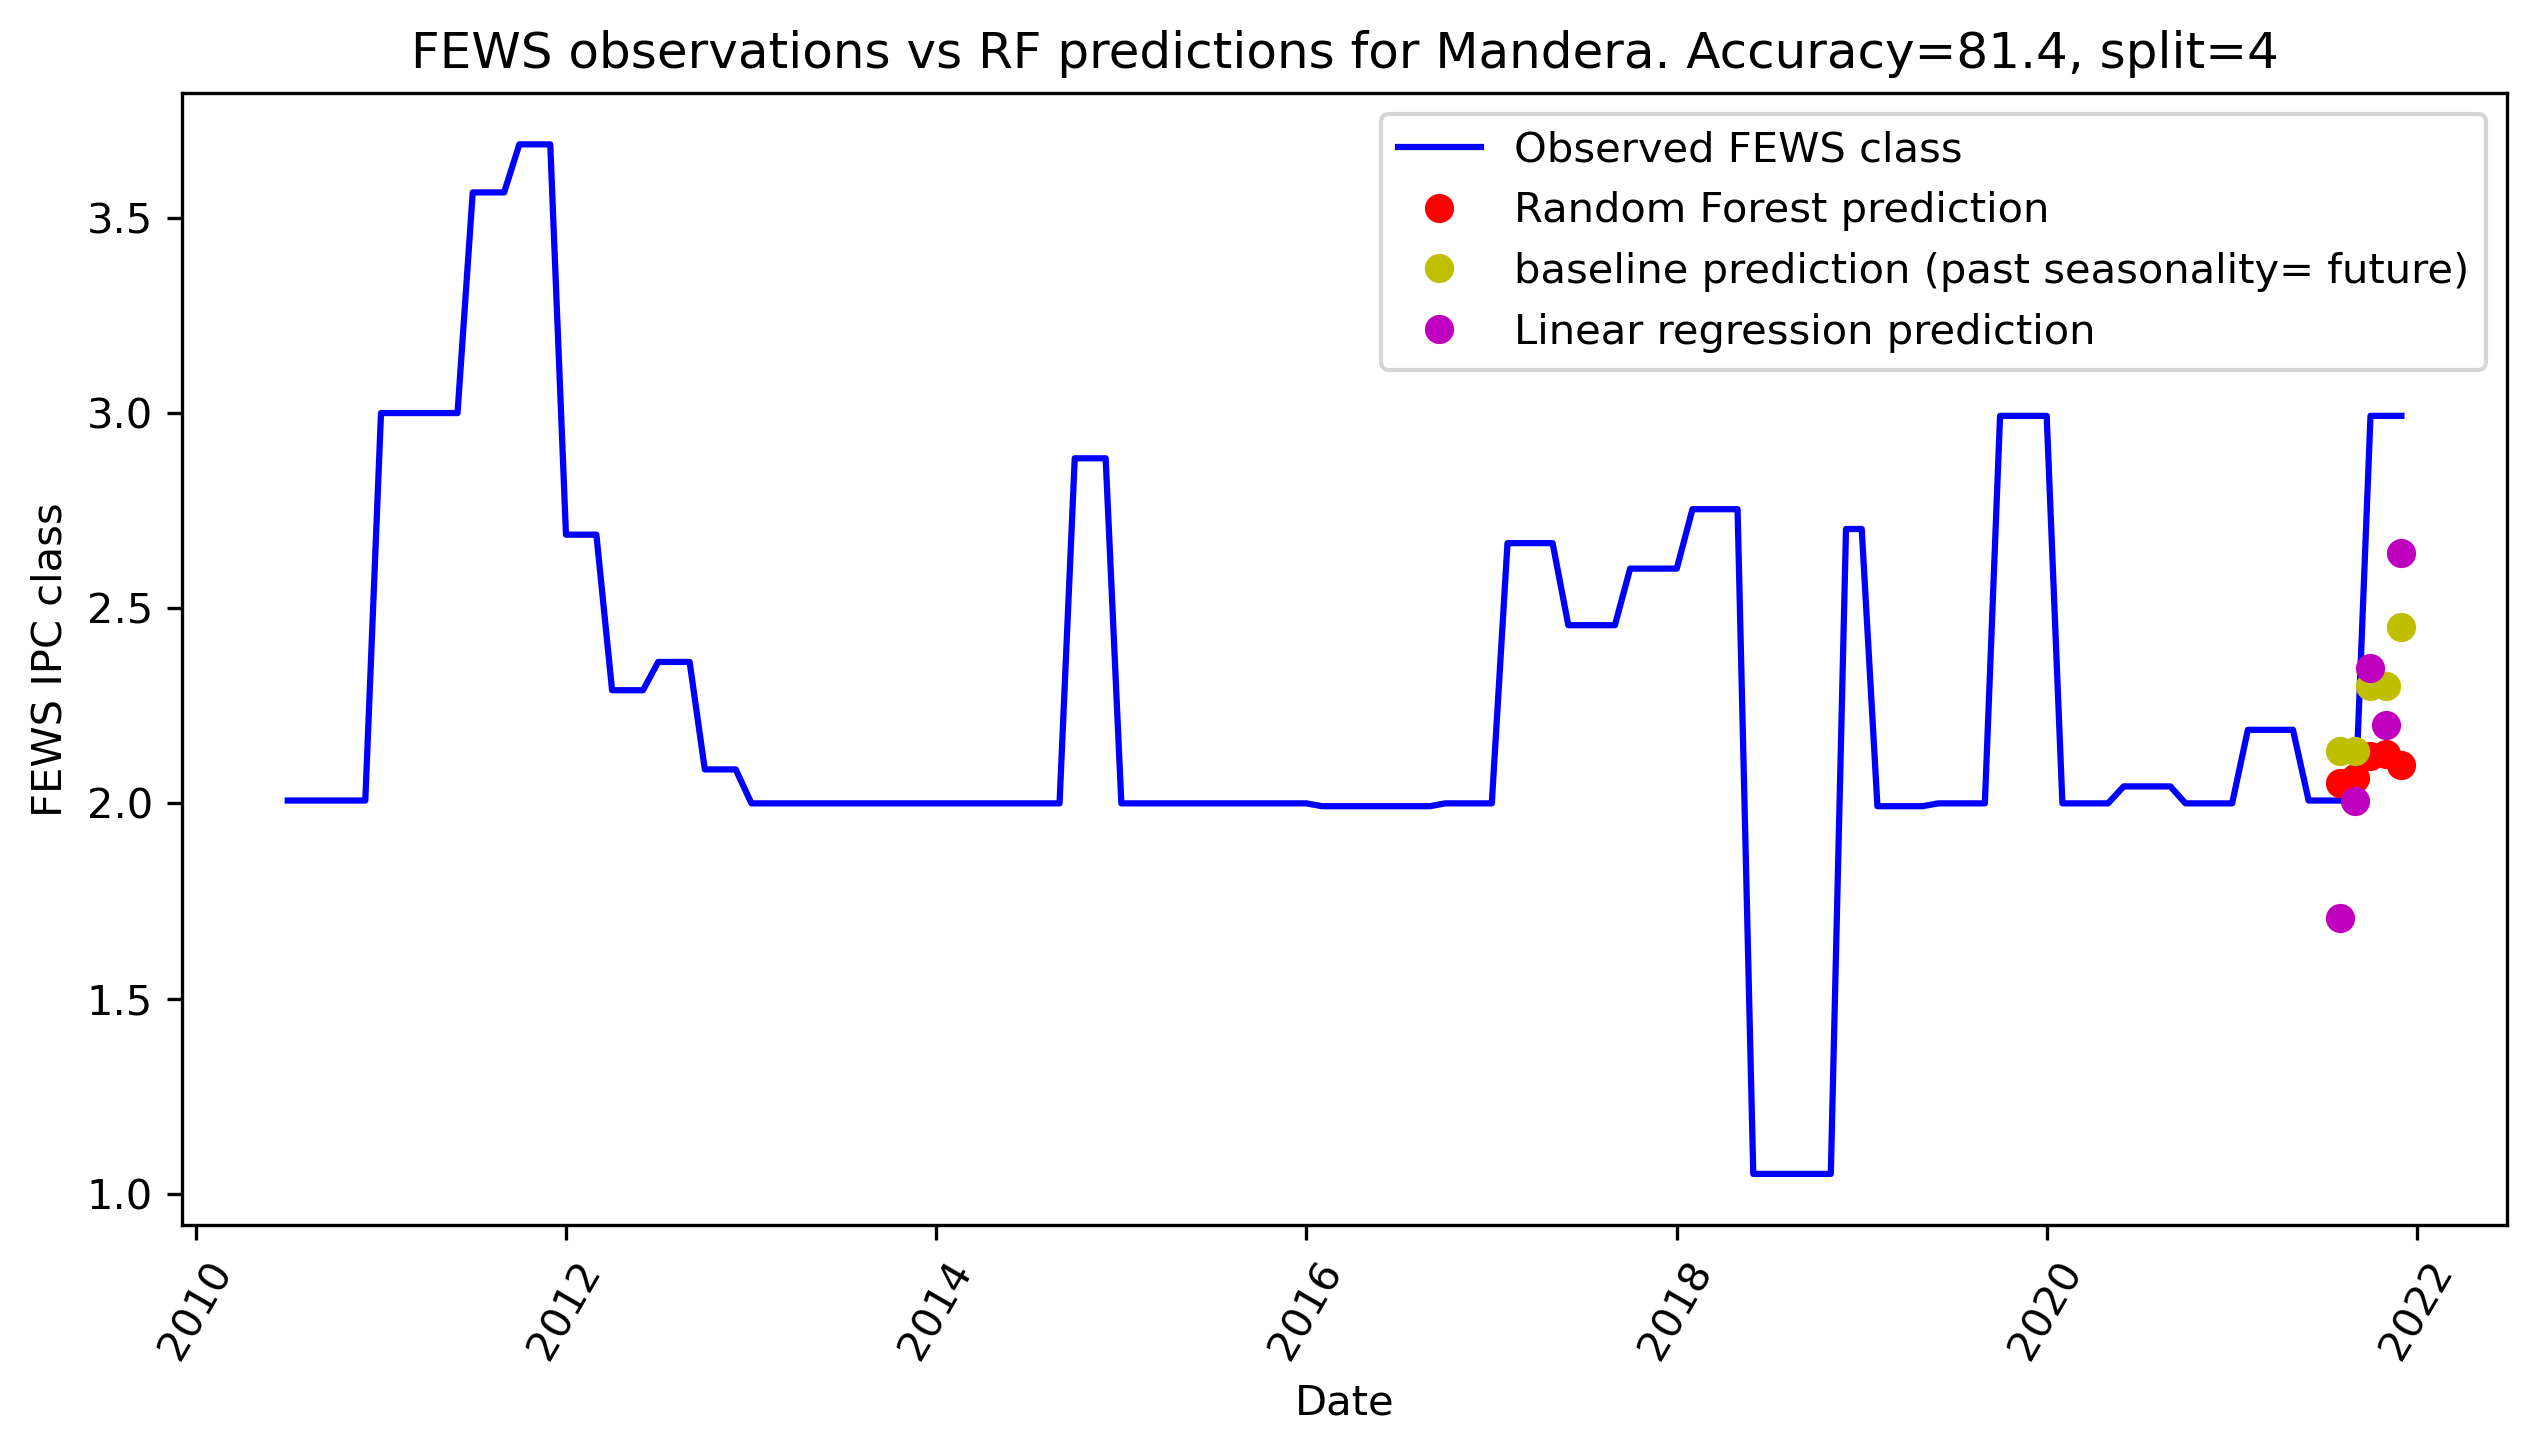 FEWS observations vs RF predictions for Mandera. Accuracy=81.4, split=4
Observed FEWS class
Random Forest prediction
baseline prediction (past seasonality= future)
Linear regression prediction
FEWS IPC class
3.5
3.0
2.5
2.0
1.5
1.0
2010
2012
2014
2016
2018
2020
2022
Date